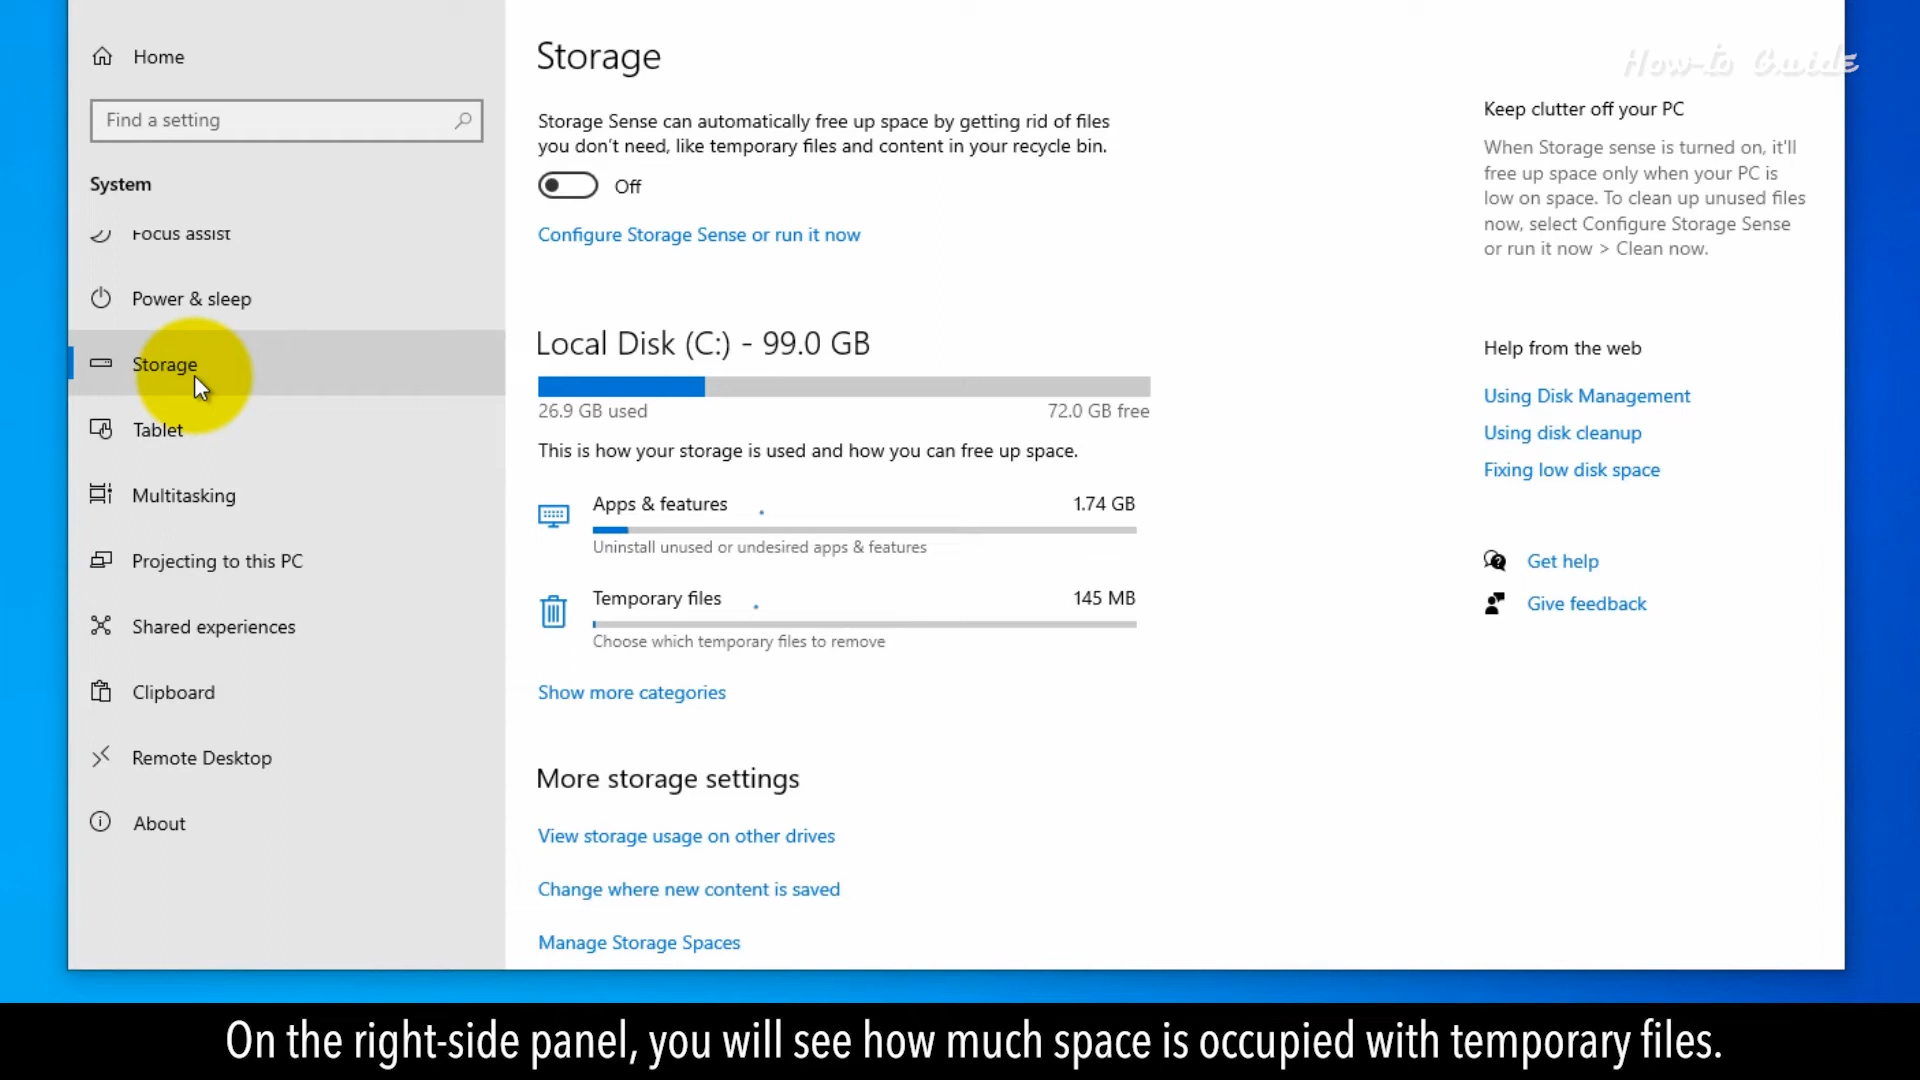 How-to Guide
Home
Find a setting
System
Focus assist
Power & sleep
Storage
Tablet
Multitasking
Projecting to this PC
Shared experiences
Clipboard
Remote Desktop
About
Storage
Storage Sense can automatically free up space by getting rid of files
you don't need, like temporary files and content in your recycle bin.
Off
Configure Storage Sense or run it now
Local Disk (C:) - 99.0 GB
26.9 GB used
72.0 GB free
This is how your storage is used and how you can free up space.
Apps & features
1.74 GB
Uninstall unused or undesired apps & features
Temporary files
145 MB
Choose which temporary files to remove
Show more categories
More storage settings
View storage usage on other drives
Change where new content is saved
Manage Storage Spaces
Keep clutter off your PC
When Storage sense is turned on, it'll
free up space only when your PC is
low on space. To clean up unused files
now, select Configure Storage Sense
or run it now > Clean now.
Help from the web
Using Disk Management
Using disk cleanup
Fixing low disk space
Get help
Give feedback
On the right-side panel, you will see how much space is occupied with temporary files.